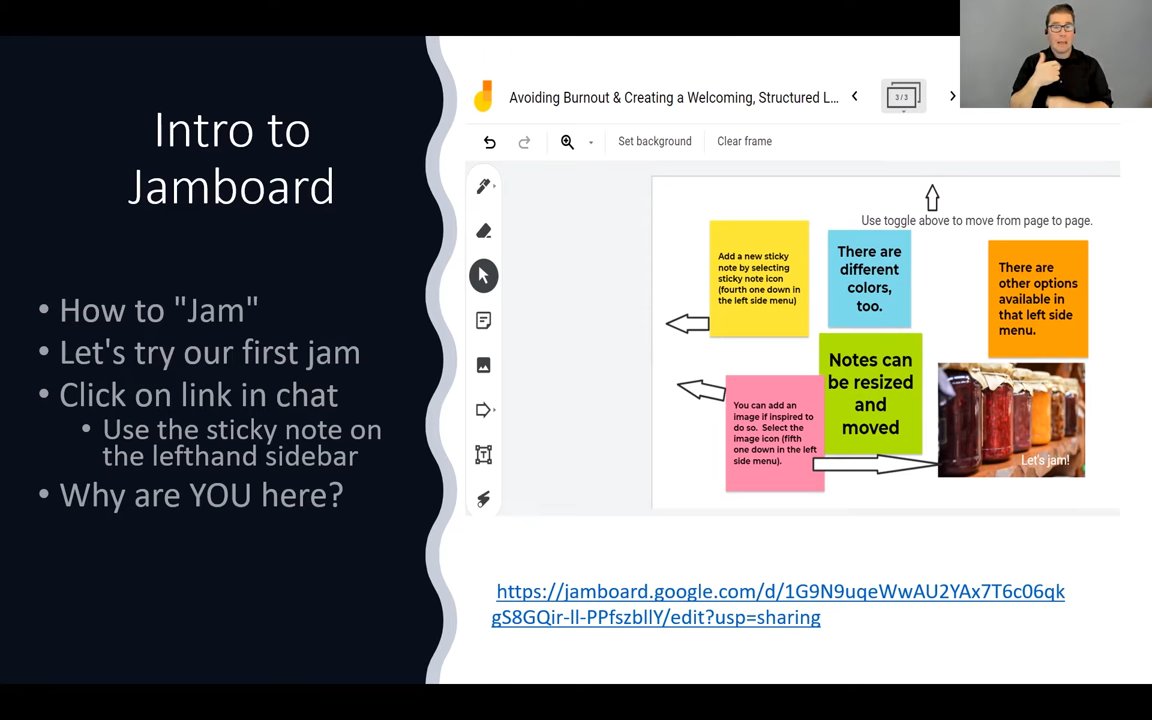 Intro to
Jamboard
• How to "Jam"
• Let's try our first jam
• Click on link in chat
• Use the sticky note on
the lefthand sidebar
• Why are YOU here?
Avoiding Burnout & Creating a Welcoming, Structured L...
3 / 3
Set background
Clear frame
Use toggle above to move from page to page.
Add a new sticky
note by selecting
sticky note icon
(fourth one down in
the left side menu)
There are
different
colors,
too.
There are
other options
available in
that left side
menu.
Notes can
be resized
and
moved
You can add an
image if inspired to
do so. Select the
image icon (fifth
one down in the left
side menu).
Let's jam!
https://jamboard.google.com/d/1G9N9uqeWwAU2YAx7T6c06qk
gS8GQir-ll-PPfszbllY/edit?usp=sharing